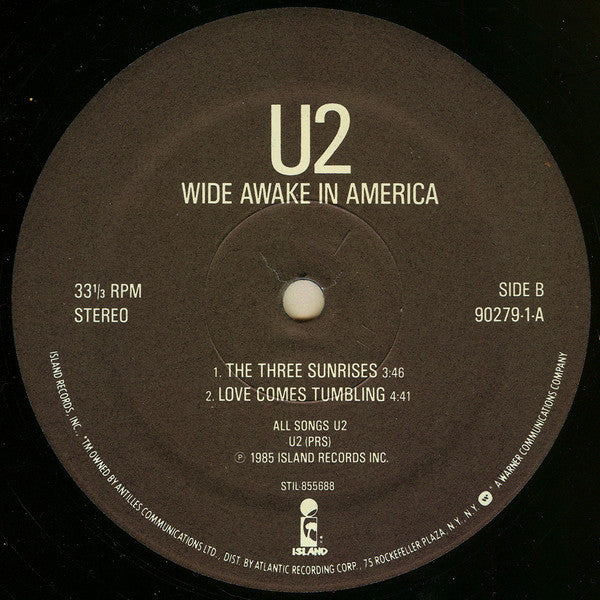 U2
WIDE AWAKE IN AMERICA
33⅓ RPM
STEREO
SIDE B
90279-1-A
1. THE THREE SUNRISES 3:46
2. LOVE COMES TUMBLING 4:41
ALL SONGS U2
U2 (PRS)
℗ 1985 ISLAND RECORDS INC.
STIL-855688
ISLAND
ISLAND RECORDS, INC., *TM OWNED BY ANTILLES COMMUNICATIONS LTD., DIST. BY ATLANTIC RECORDING CORP., 75 ROCKEFELLER PLAZA, N.Y., N.Y. W * A WARNER COMMUNICATIONS COMPANY